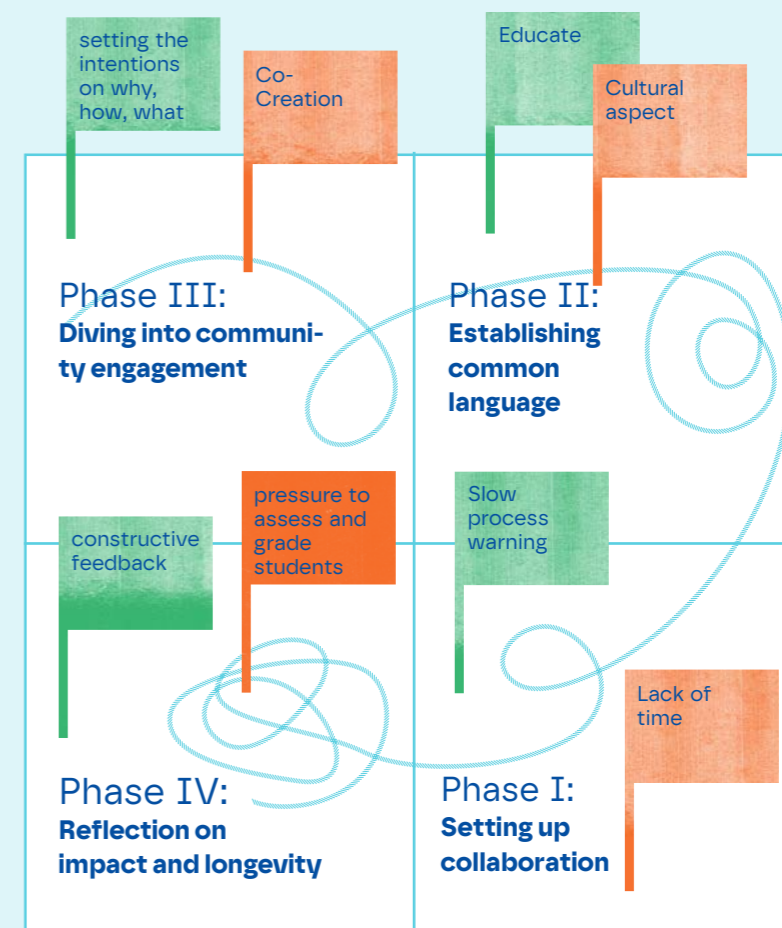 setting the
intentions
on why,
how, what
Co-
Creation
Educate
Cultural
aspect
Phase III:
Diving into communi-
ty engagement
Phase II:
Establishing
common
language
constructive
feedback
pressure to
assess and
grade
students
Slow
process
warning
Lack of
time
Phase IV:
Reflection on
impact and longevity
Phase I:
Setting up
collaboration